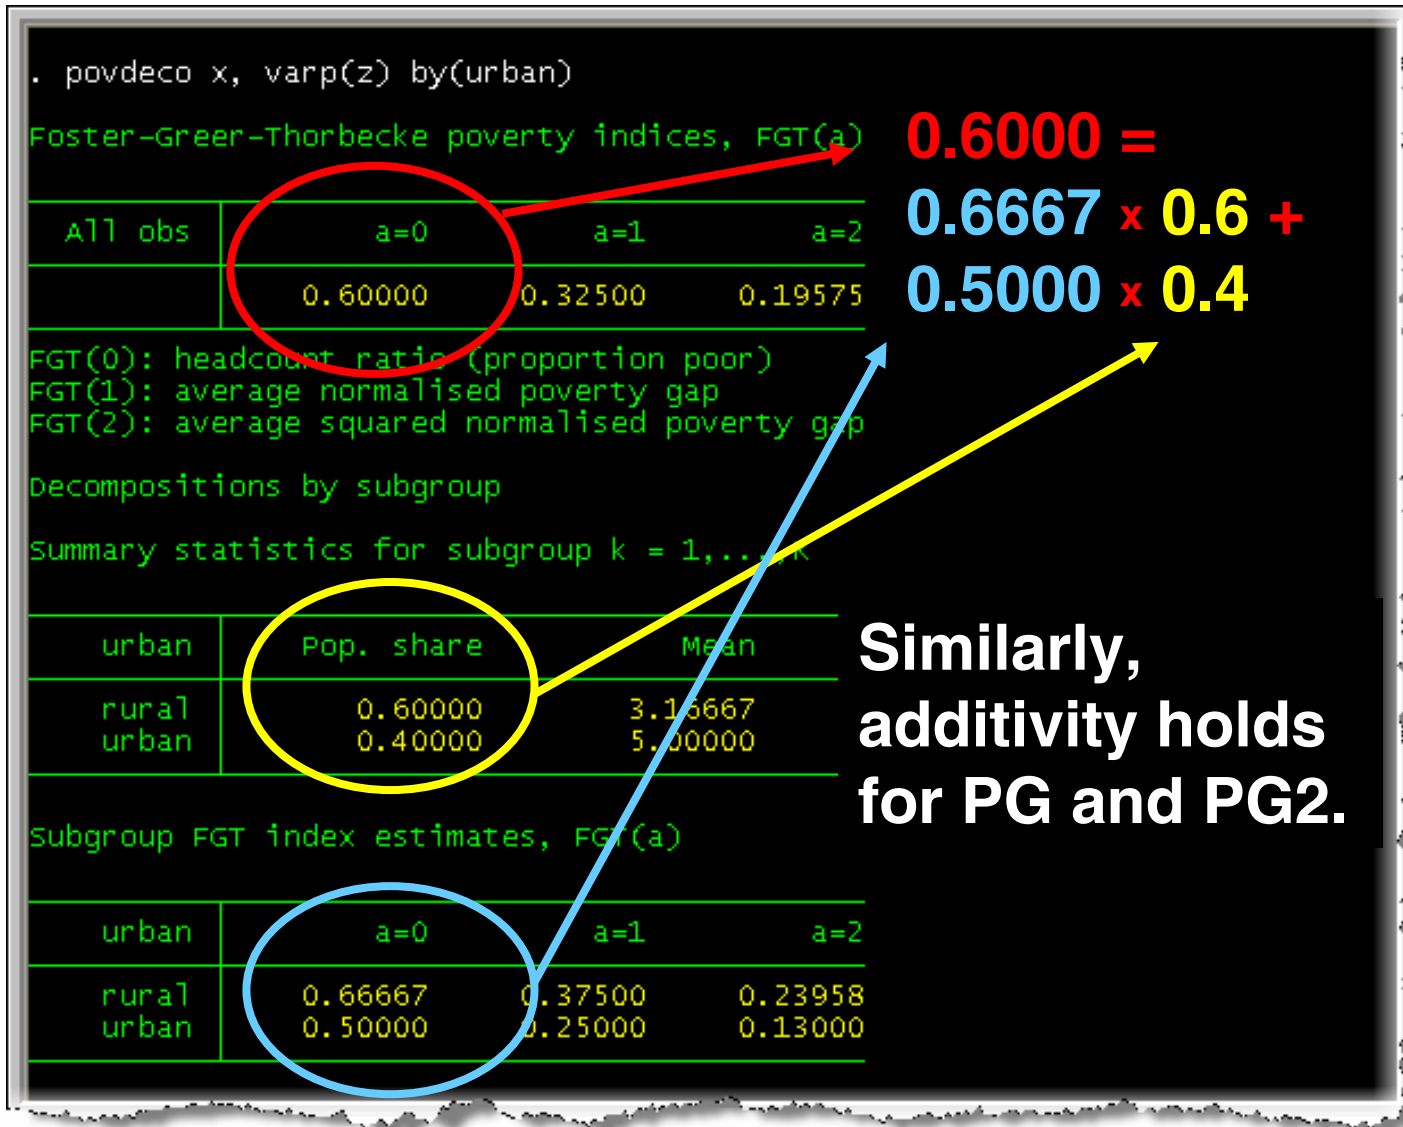 . povdeco x, varp(z) by(urban)
Foster-Greer-Thorbecke poverty indices, FGT(a)
All obs a=0 a=1 a=2
0.60000 0.32500 0.19575
FGT(0): headcount ratio (proportion poor)
FGT(1): average normalised poverty gap
FGT(2): average squared normalised poverty gap
Decompositions by subgroup
Summary statistics for subgroup k = 1,...,K
urban Pop. share Mean
rural 0.60000 3.16667
urban 0.40000 5.00000
Subgroup FGT index estimates, FGT(a)
urban a=0 a=1 a=2
rural 0.66667 0.37500 0.23958
urban 0.50000 0.25000 0.13000
0.6000 =
0.6667 x 0.6 +
0.5000 x 0.4
Similarly,
additivity holds
for PG and PG2.